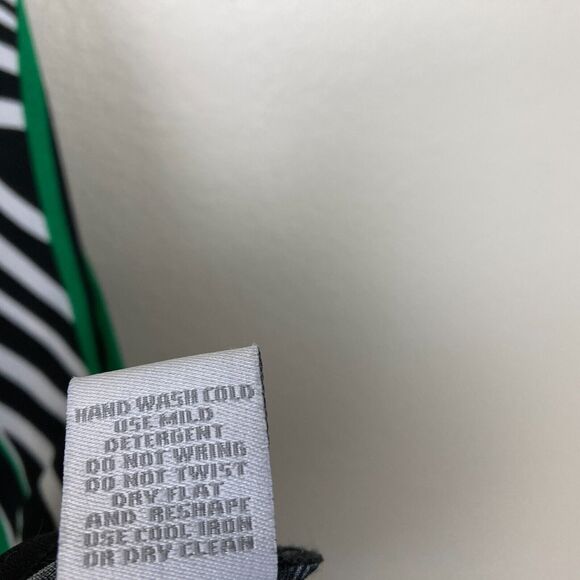 HAND WASH COLD
USE MILD
DETERGENT
DO NOT WRING
DO NOT TWIST
DRY FLAT
AND RESHAPE
USE COOL IRON
OR DRY CLEAN